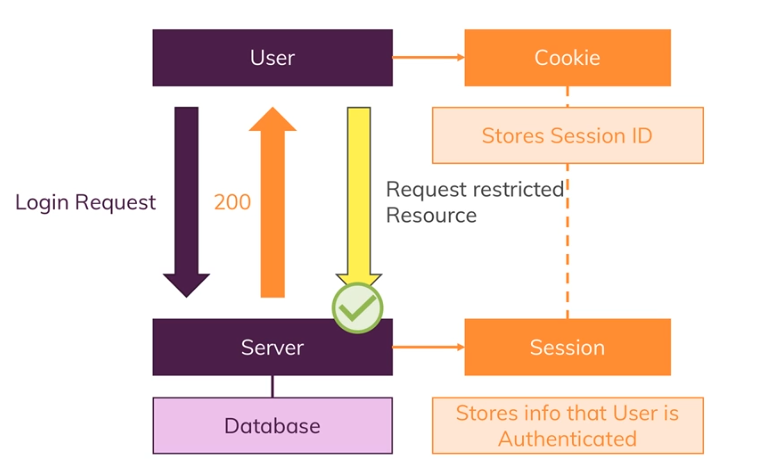 User
Cookie
Stores Session ID
Login Request
200
Request restricted
Resource
Server
Session
Database
Stores info that User is
Authenticated